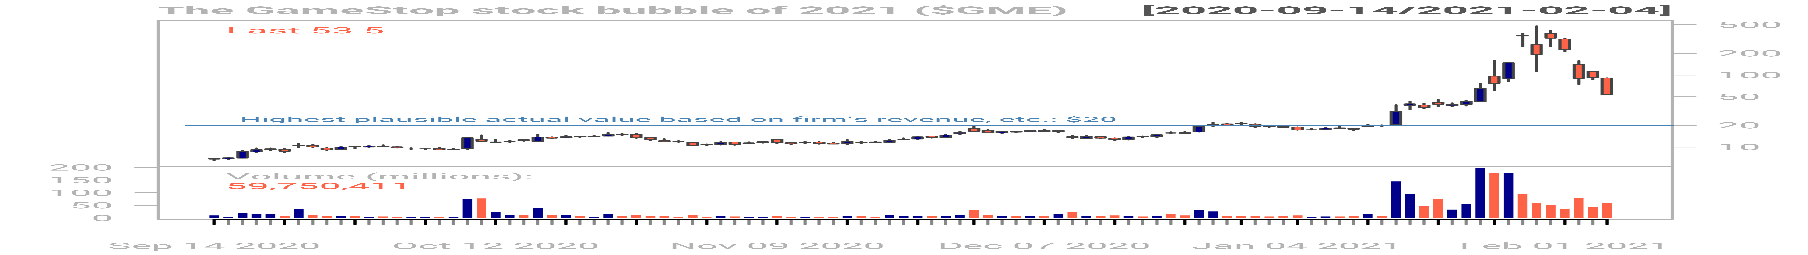 The GameStop stock bubble of 2021 ($GME) [2020-09-14/2021-02-04]
Last 53.5
500
200
100
50
Highest plausible actual value based on firm's revenue, etc.: $20
20
10
Volume (millions):
59,750,411
200
150
100
50
0
Sep 14 2020 Oct 12 2020 Nov 09 2020 Dec 07 2020 Jan 04 2021 Feb 01 2021